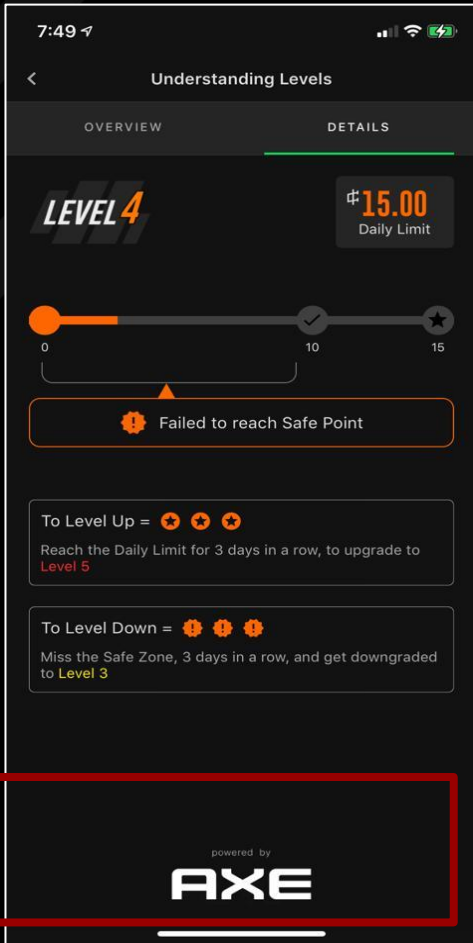 7:49
Understanding Levels
OVERVIEW
DETAILS
LEVEL 4
15.00
Daily Limit
0
10
15
Failed to reach Safe Point
To Level Up =
Reach the Daily Limit for 3 days in a row, to upgrade to
Level 5
To Level Down =
Miss the Safe Zone, 3 days in a row, and get downgraded
to Level 3
powered by
AXE